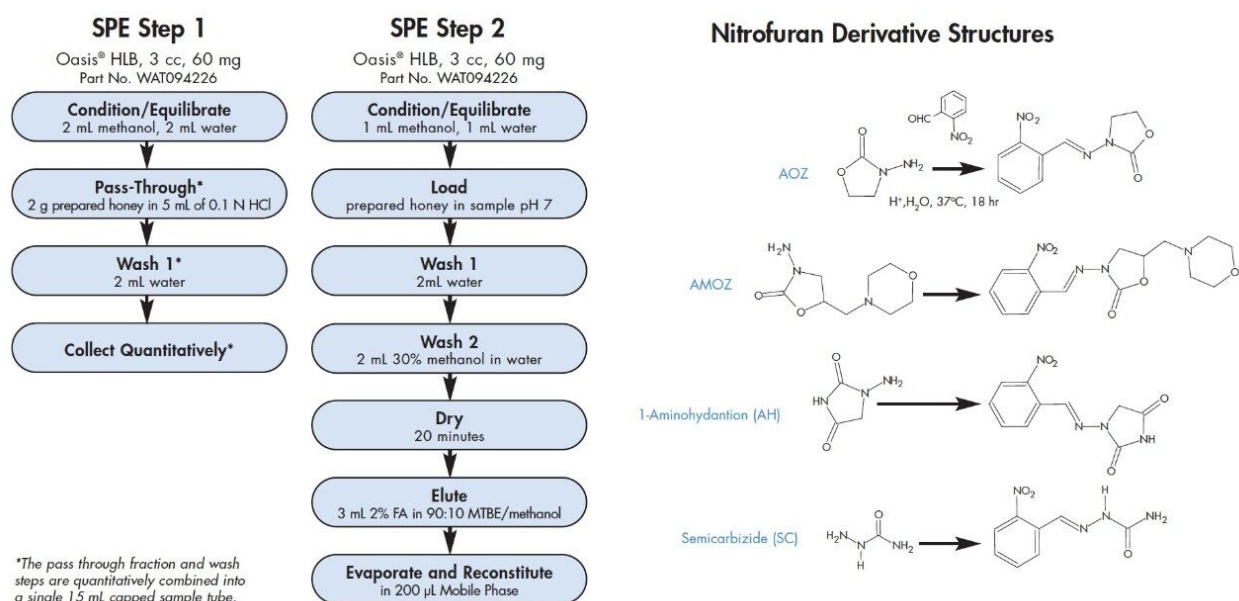 SPE Step 1
Oasis® HLB, 3 cc, 60 mg
Part No. WAT094226
Condition/Equilibrate
2 mL methanol, 2 mL water
Pass-Through*
2 g prepared honey in 5 mL of 0.1 N HCl
Wash 1*
2 mL water
Collect Quantitatively*
*The pass through fraction and wash
steps are quantitatively combined into
a single 15 mL capped sample tube.
SPE Step 2
Oasis® HLB, 3 cc, 60 mg
Part No. WAT094226
Condition/Equilibrate
1 mL methanol, 1 mL water
Load
prepared honey in sample pH 7
Wash 1
2mL water
Wash 2
2 mL 30% methanol in water
Dry
20 minutes
Elute
3 mL 2% FA in 90:10 MTBE/methanol
Evaporate and Reconstitute
in 200 µL Mobile Phase
Nitrofuran Derivative Structures
AOZ
O
O
N
NH₂
OHC
NO₂
H⁺,H₂O, 37°C, 18 hr
NO₂
N
N
O
O
AMOZ
H₂N
N
O
O
N
O
NO₂
N
N
O
O
N
O
1-Aminohydantion (AH)
O
HN
N
NH₂
O
NO₂
N
N
O
NH
O
Semicarbizide (SC)
H₂N
N
H
O
NH₂
NO₂
N
H
N
O
NH₂